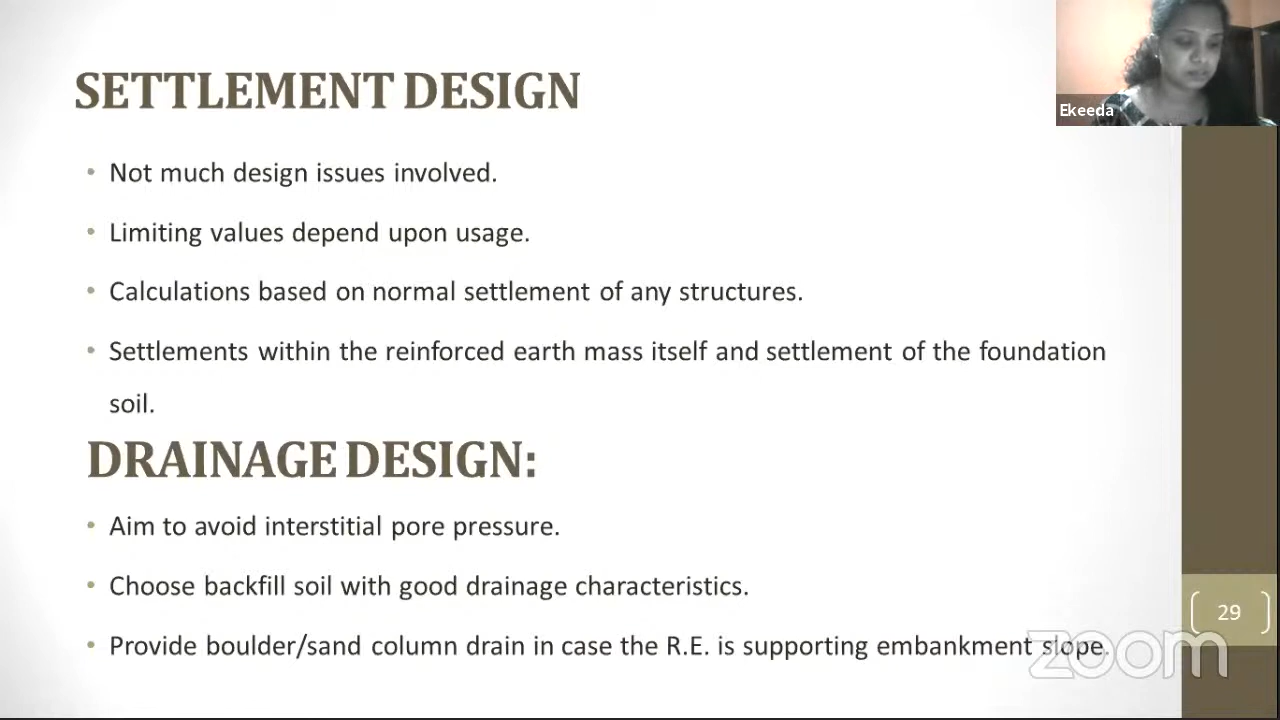 SETTLEMENT DESIGN
Ekeeda
• Not much design issues involved.
• Limiting values depend upon usage.
• Calculations based on normal settlement of any structures.
• Settlements within the reinforced earth mass itself and settlement of the foundation
soil.
DRAINAGE DESIGN:
• Aim to avoid interstitial pore pressure.
• Choose backfill soil with good drainage characteristics.
29
• Provide boulder/sand column drain in case the R.E. is supporting embankment slope.
zoom